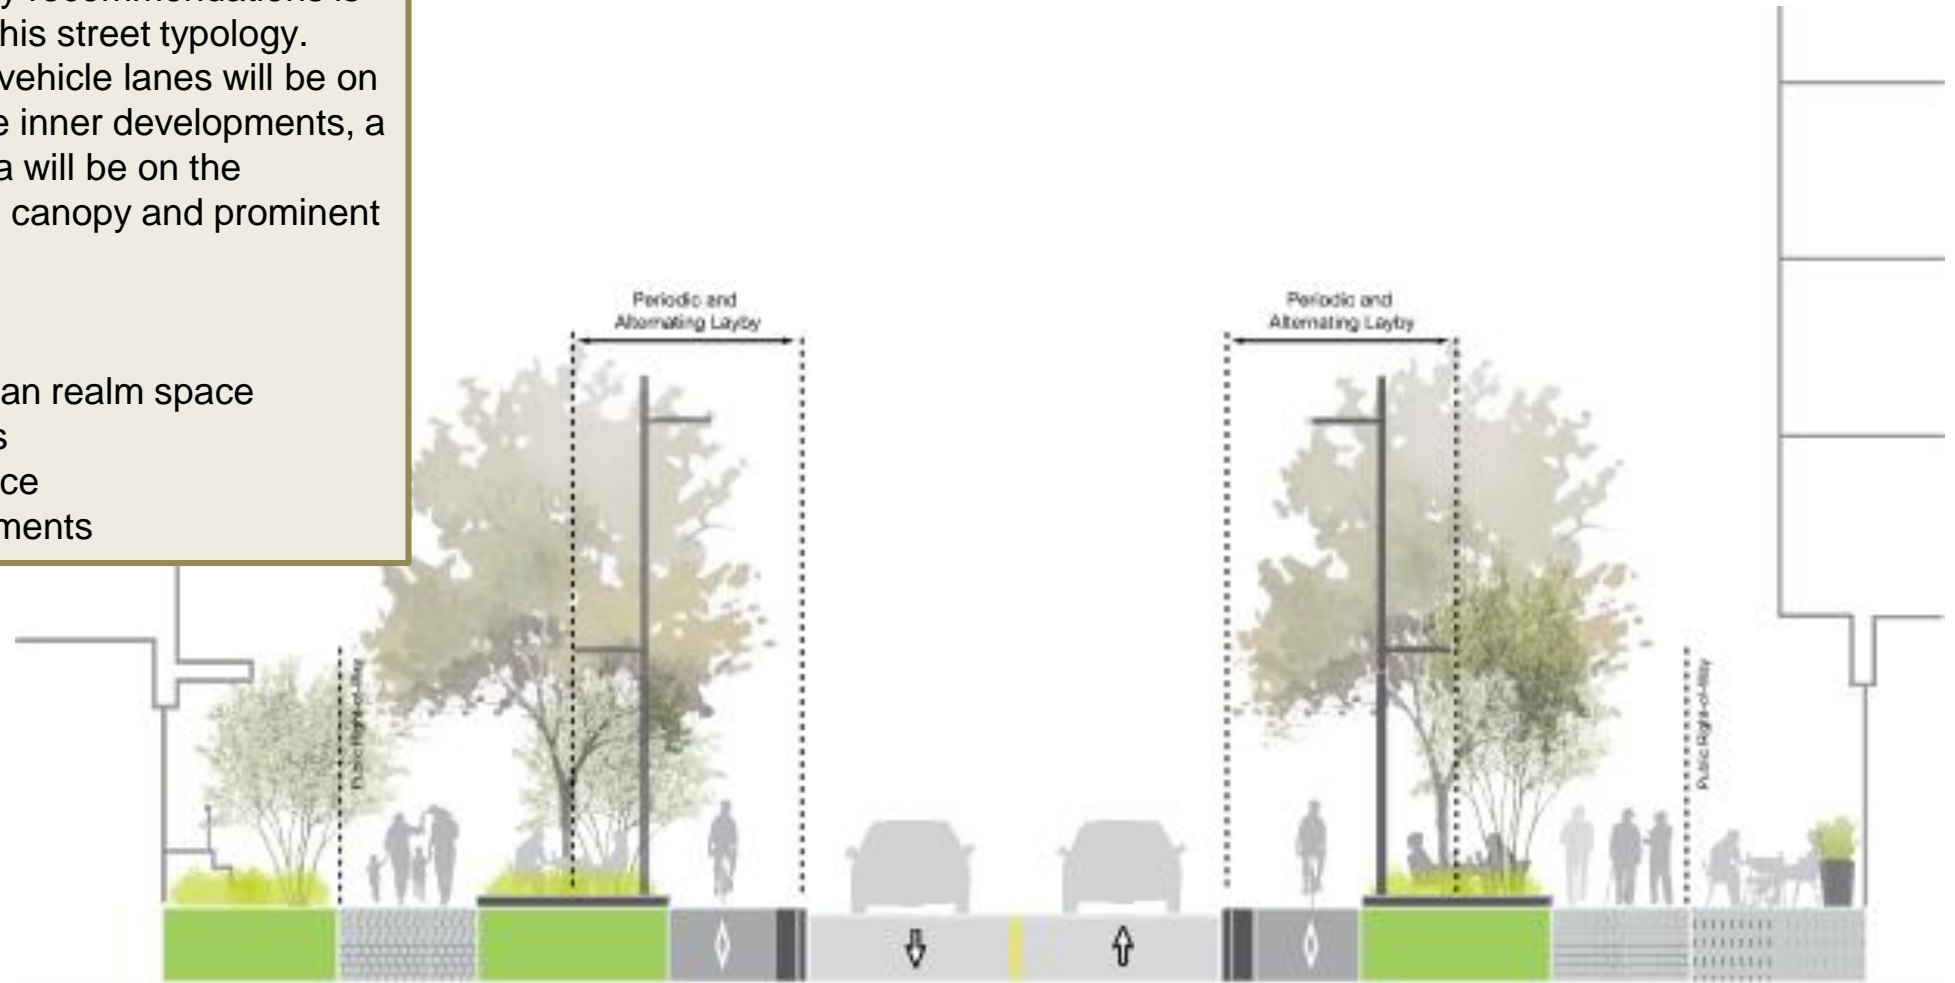 y recommendations is
his street typology.
vehicle lanes will be on
e inner developments, a
a will be on the
canopy and prominent
an realm space
s
ce
ments
Periodic and
Alternating Layby
Periodic and
Alternating Layby
Public Right-of-Way
Public Right-of-Way